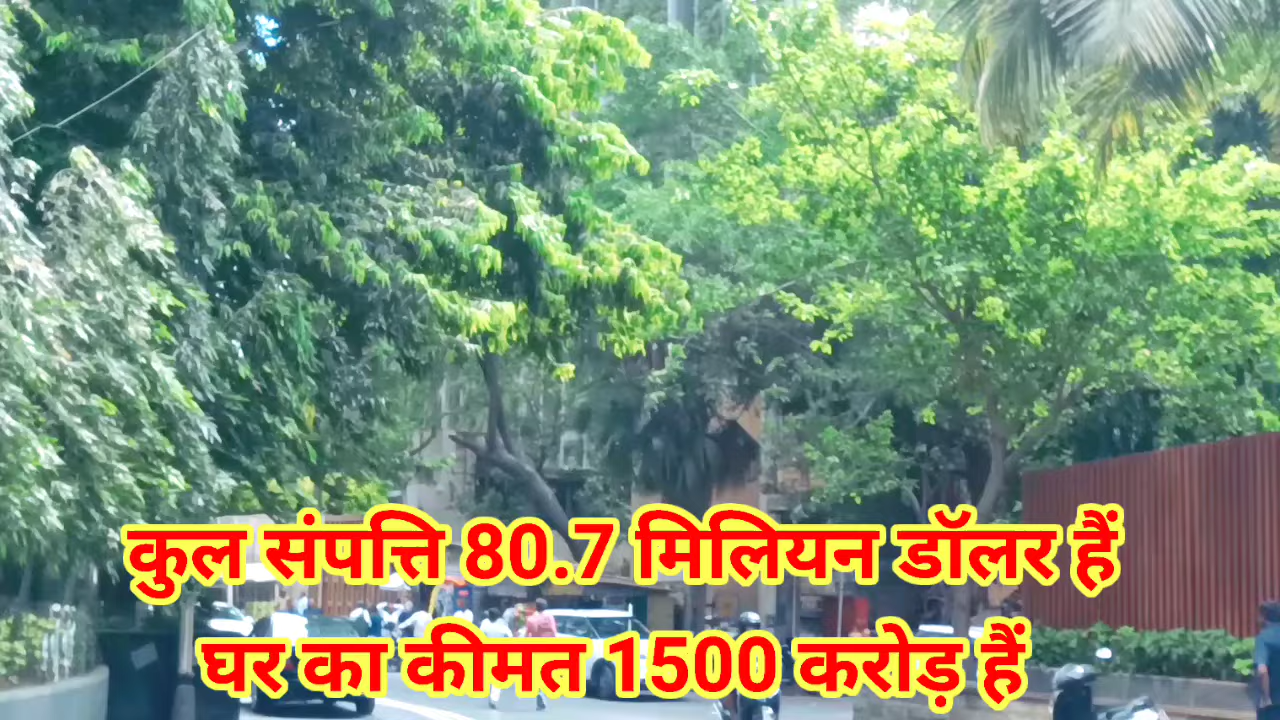 कुल संपत्ति 80.7 मिलियन डॉलर हैं
घर का कीमत 1500 करोड़ हैं